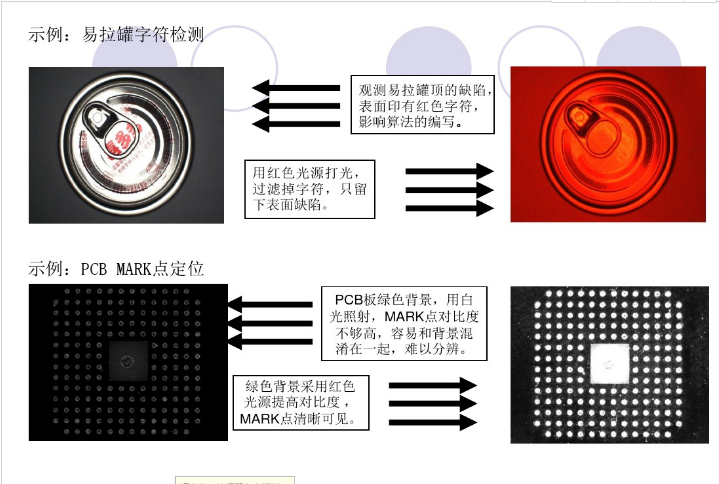 示例：易拉罐字符检测
观测易拉罐顶的缺陷，
表面印有红色字符，
影响算法的编写。
用红色光源打光，
过滤掉字符，只留
下表面缺陷。
示例：PCB MARK点定位
PCB板绿色背景，用白
光照射，MARK点对比度
不够高，容易和背景混
淆在一起，难以分辨。
绿色背景采用红色
光源提高对比度，
MARK点清晰可见。